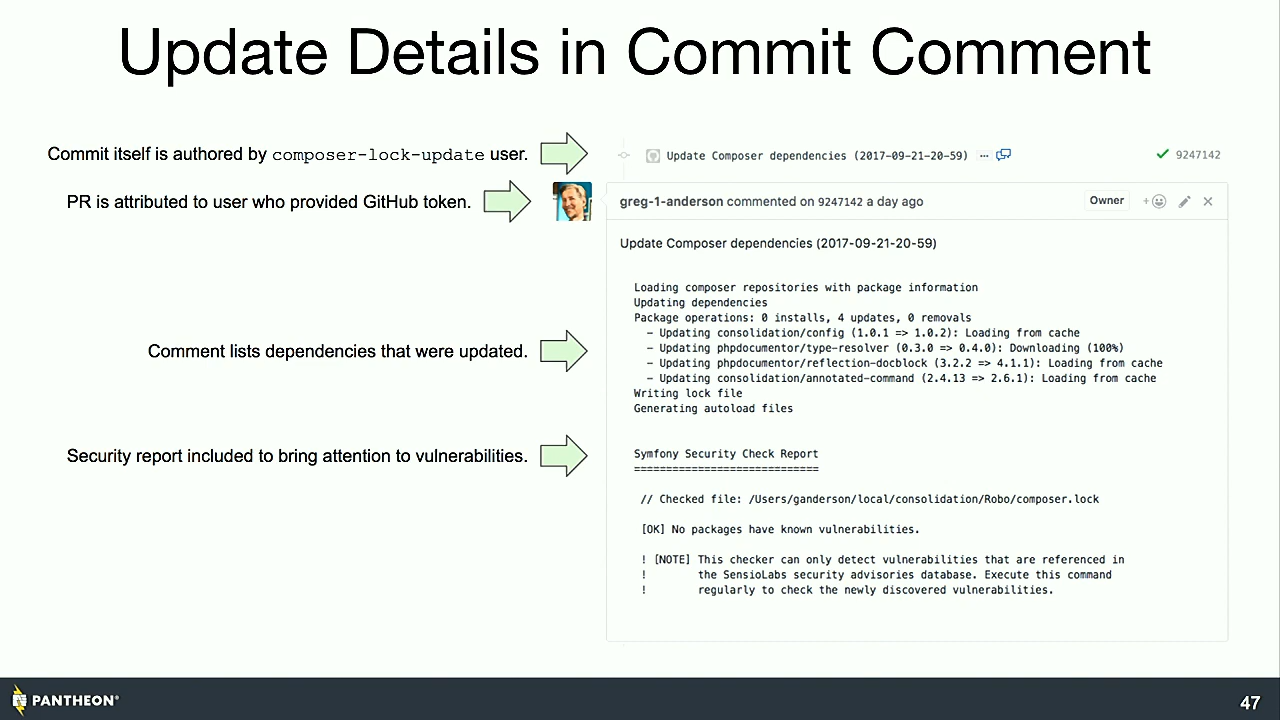 Update Details in Commit Comment
Commit itself is authored by composer-lock-update user.
Update Composer dependencies (2017-09-21-20-59) ...
9247142
PR is attributed to user who provided GitHub token.
greg-1-anderson commented on 9247142 a day ago
Owner
Update Composer dependencies (2017-09-21-20-59)
Loading composer repositories with package information
Updating dependencies
Package operations: 0 installs, 4 updates, 0 removals
- Updating consolidation/config (1.0.1 => 1.0.2): Loading from cache
- Updating phpdocumentor/type-resolver (0.3.0 => 0.4.0): Downloading (100%)
Comment lists dependencies that were updated.
- Updating phpdocumentor/reflection-docblock (3.2.2 => 4.1.1): Loading from cache
- Updating consolidation/annotated-command (2.4.13 => 2.6.1): Loading from cache
Writing lock file
Generating autoload files
Security report included to bring attention to vulnerabilities.
Symfony Security Check Report
=============================
// Checked file: /Users/ganderson/local/consolidation/Robo/composer.lock
[OK] No packages have known vulnerabilities.
! [NOTE] This checker can only detect vulnerabilities that are referenced in
! the SensioLabs security advisories database. Execute this command
! regularly to check the newly discovered vulnerabilities.
PANTHEON®
47